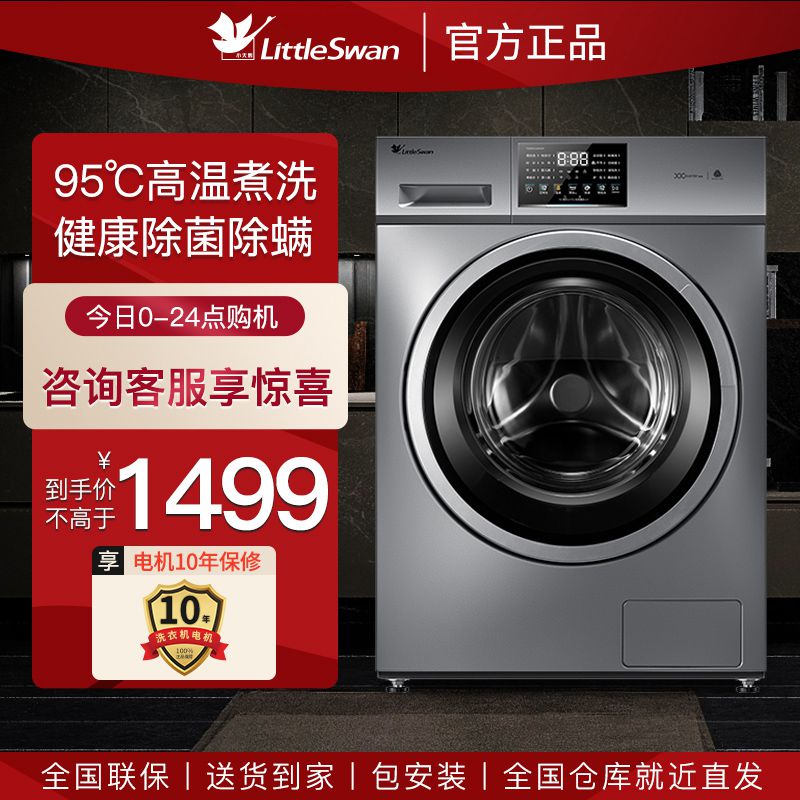 小天鹅
LittleSwan
官方正品
95℃高温煮洗
健康除菌除螨
今日0-24点购机
咨询客服享惊喜
到手价
不高于
¥1499
享 电机10年保修
10年
洗衣机电机
100%
LittleSwan
8:88
全国联保 | 送货到家 | 包安装 | 全国仓库就近直发